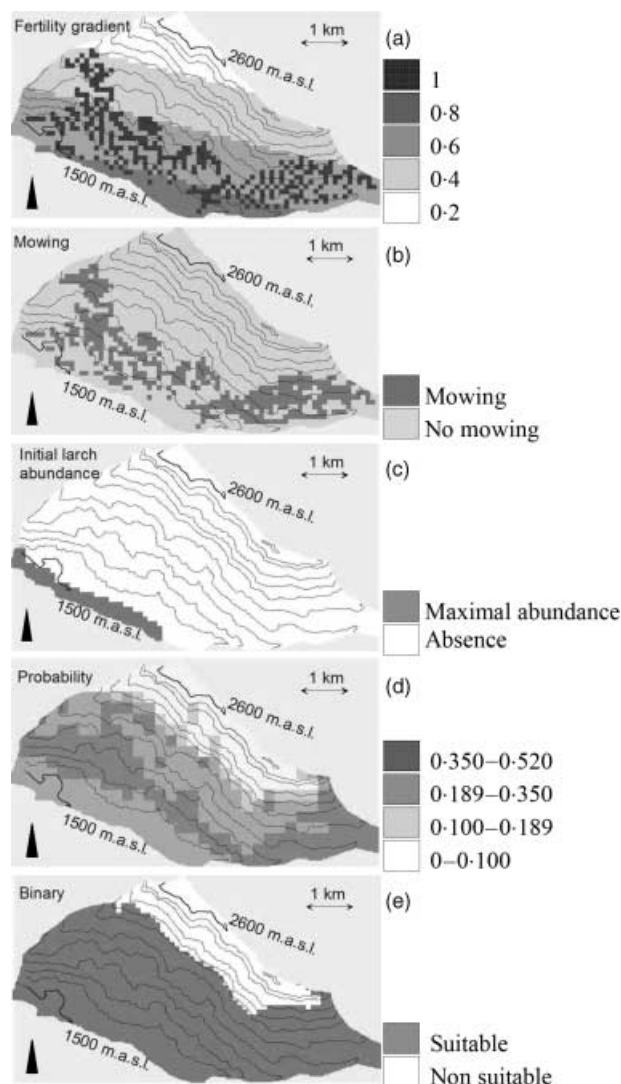 Fertility gradient
1 km
2600 m.a.s.l.
1500 m.a.s.l.
(a)
1
0·8
0·6
0·4
0·2
Mowing
1 km
2600 m.a.s.l.
1500 m.a.s.l.
(b)
Mowing
No mowing
Initial larch
abundance
1 km
2600 m.a.s.l.
1500 m.a.s.l.
(c)
Maximal abundance
Absence
Probability
1 km
2600 m.a.s.l.
1500 m.a.s.l.
(d)
0·350–0·520
0·189–0·350
0·100–0·189
0–0·100
Binary
1 km
2600 m.a.s.l.
1500 m.a.s.l.
(e)
Suitable
Non suitable